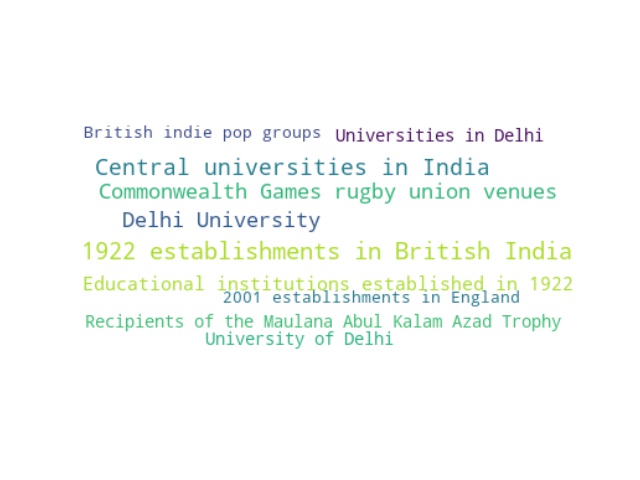 British indie pop groups
Universities in Delhi
Central universities in India
Commonwealth Games rugby union venues
Delhi University
1922 establishments in British India
Educational institutions established in 1922
2001 establishments in England
Recipients of the Maulana Abul Kalam Azad Trophy
University of Delhi